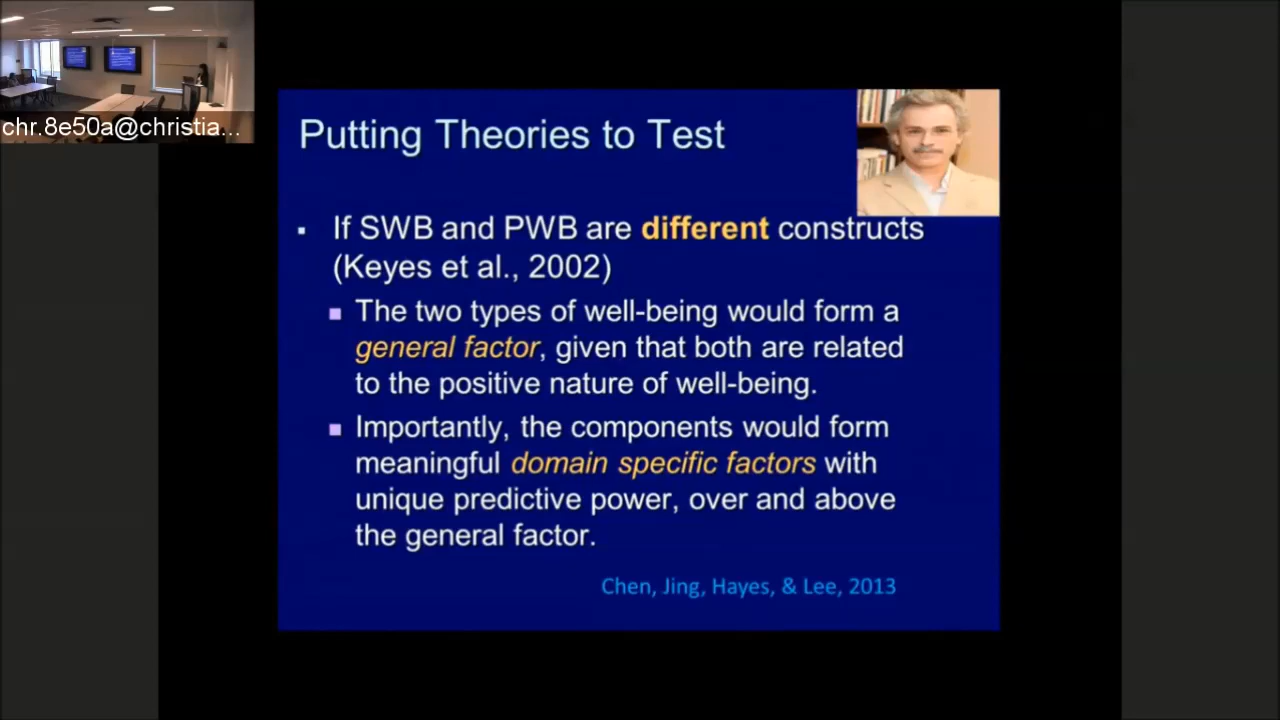 chr.8e50a@christia...
Putting Theories to Test
If SWB and PWB are different constructs
(Keyes et al., 2002)
The two types of well-being would form a
general factor, given that both are related
to the positive nature of well-being.
Importantly, the components would form
meaningful domain specific factors with
unique predictive power, over and above
the general factor.
Chen, Jing, Hayes, & Lee, 2013